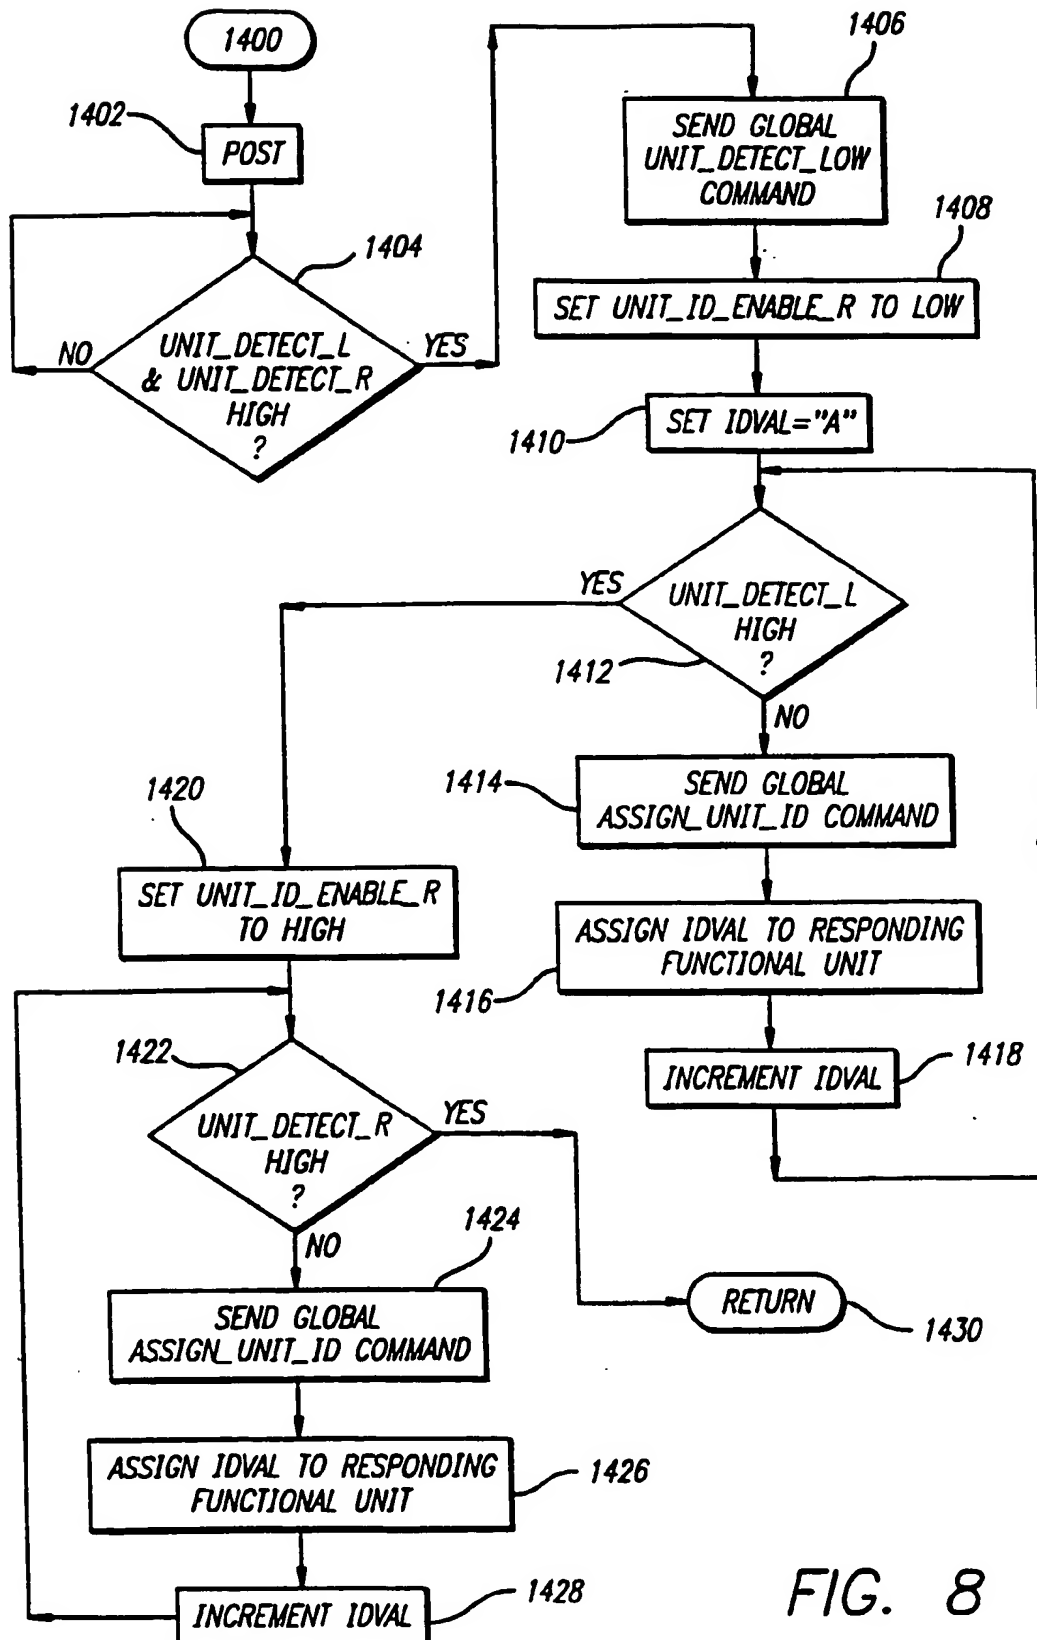 1400
1402
POST
1404
UNIT_DETECT_L
& UNIT_DETECT_R
HIGH
?
NO
YES
1406
SEND GLOBAL
UNIT_DETECT_LOW
COMMAND
1408
SET UNIT_ID_ENABLE_R TO LOW
1410
SET IDVAL="A"
UNIT_DETECT_L
HIGH
?
1412
YES
NO
1414
SEND GLOBAL
ASSIGN_UNIT_ID COMMAND
ASSIGN IDVAL TO RESPONDING
FUNCTIONAL UNIT
1416
INCREMENT IDVAL
1418
1420
SET UNIT_ID_ENABLE_R
TO HIGH
1422
UNIT_DETECT_R
HIGH
?
YES
NO
1424
SEND GLOBAL
ASSIGN_UNIT_ID COMMAND
ASSIGN IDVAL TO RESPONDING
FUNCTIONAL UNIT
1426
INCREMENT IDVAL
1428
RETURN
1430
FIG. 8